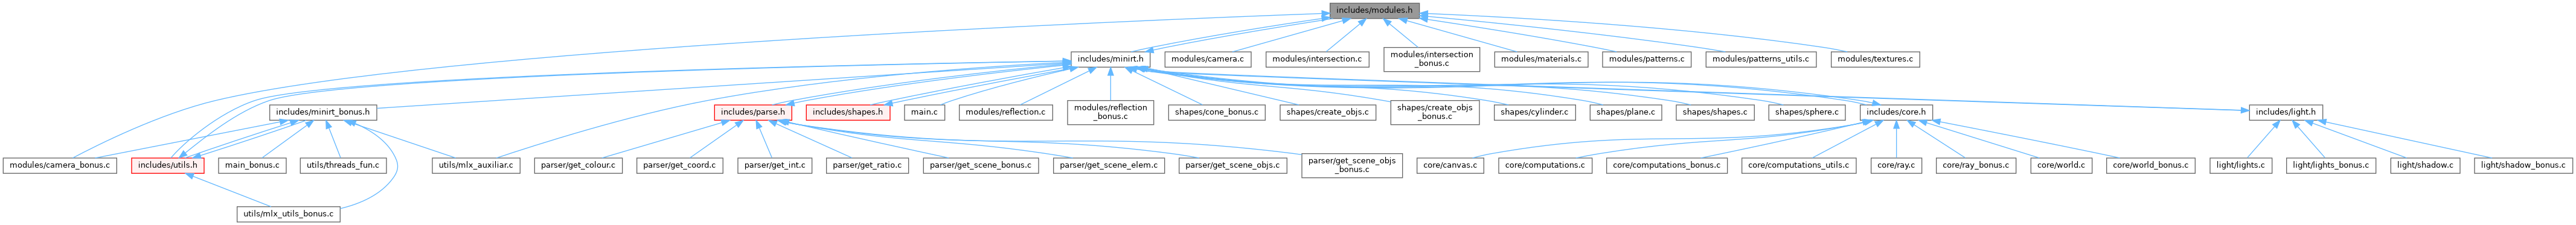 includes/modules.h
includes/minirt.h
modules/camera.c
modules/intersection.c
modules/intersection
_bonus.c
modules/materials.c
modules/patterns.c
modules/patterns_utils.c
modules/textures.c
includes/minirt_bonus.h
includes/parse.h
includes/shapes.h
main.c
modules/reflection.c
modules/reflection
_bonus.c
shapes/cone_bonus.c
shapes/create_objs.c
shapes/create_objs
_bonus.c
shapes/cylinder.c
shapes/plane.c
shapes/shapes.c
shapes/sphere.c
includes/core.h
includes/light.h
modules/camera_bonus.c
includes/utils.h
main_bonus.c
utils/threads_fun.c
utils/mlx_auxiliar.c
parser/get_colour.c
parser/get_coord.c
parser/get_int.c
parser/get_ratio.c
parser/get_scene_bonus.c
parser/get_scene_elem.c
parser/get_scene_objs.c
parser/get_scene_objs
_bonus.c
core/canvas.c
core/computations.c
core/computations_bonus.c
core/computations_utils.c
core/ray.c
core/ray_bonus.c
core/world.c
core/world_bonus.c
light/lights.c
light/lights_bonus.c
light/shadow.c
light/shadow_bonus.c
utils/mlx_utils_bonus.c